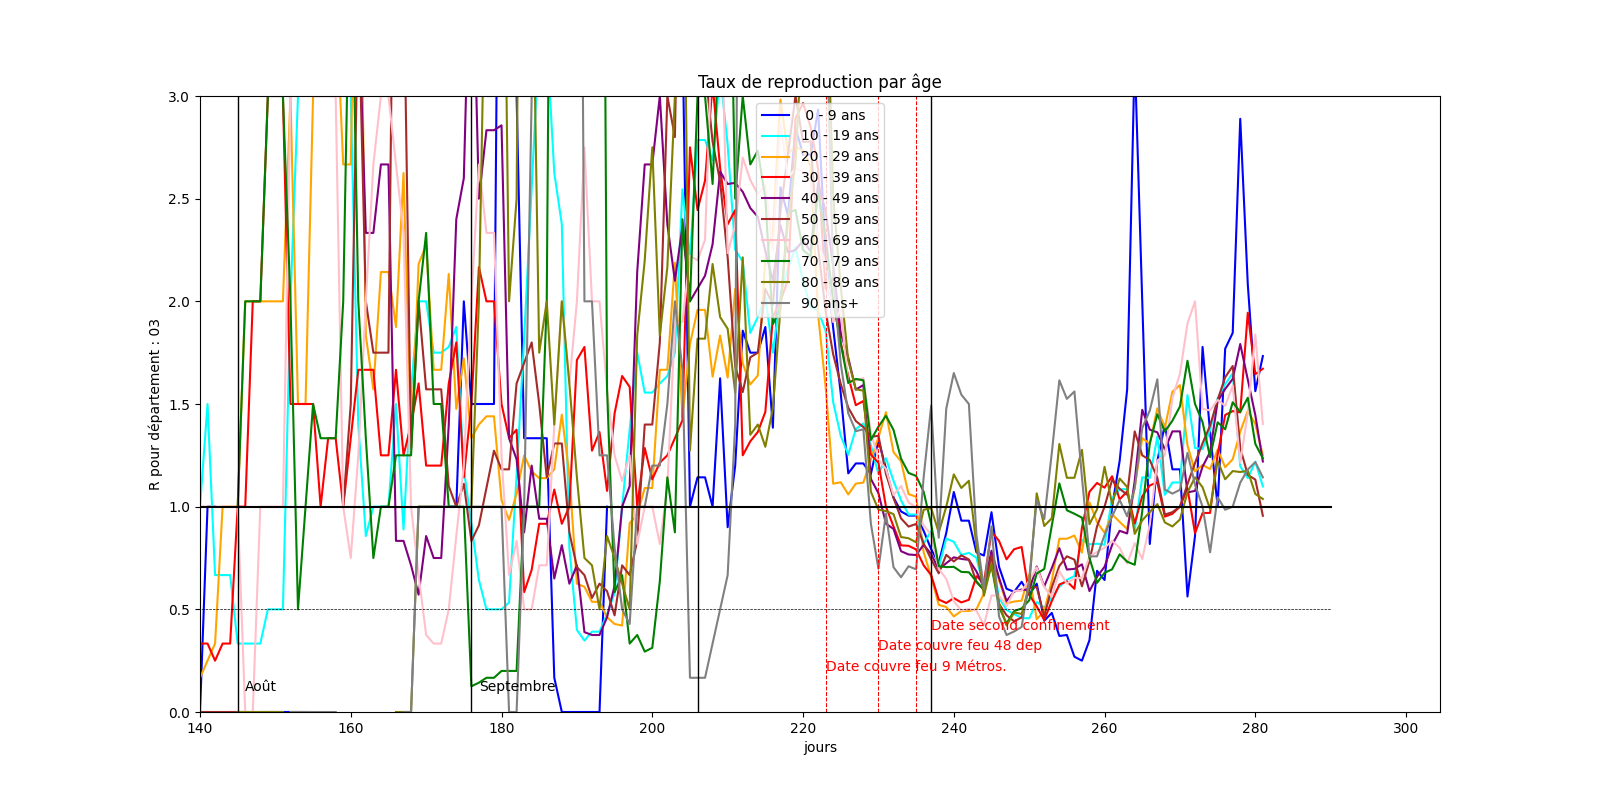 Taux de reproduction par âge
3.0
2.5
2.0
1.5
1.0
0.5
0.0
R pour département : 03
0 - 9 ans
10 - 19 ans
20 - 29 ans
30 - 39 ans
40 - 49 ans
50 - 59 ans
60 - 69 ans
70 - 79 ans
80 - 89 ans
90 ans+
Date second confinement
Date couvre feu 48 dep
Date couvre feu 9 Métros.
Août
Septembre
140
160
180
200
220
240
260
280
300
jours